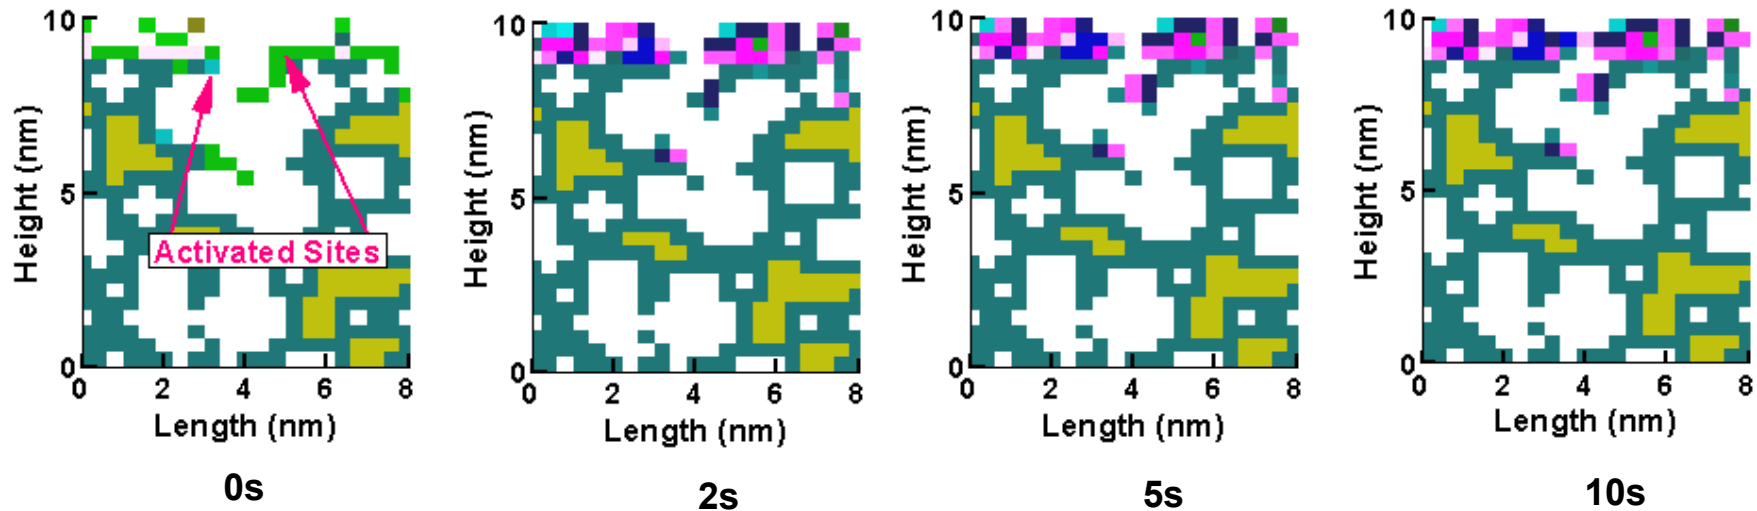 10
5
0
Height (nm)
0 2 4 6 8
Length (nm)
Activated Sites
0s
10
5
0
Height (nm)
0 2 4 6 8
Length (nm)
2s
10
5
0
Height (nm)
0 2 4 6 8
Length (nm)
5s
10
5
0
Height (nm)
0 2 4 6 8
Length (nm)
10s